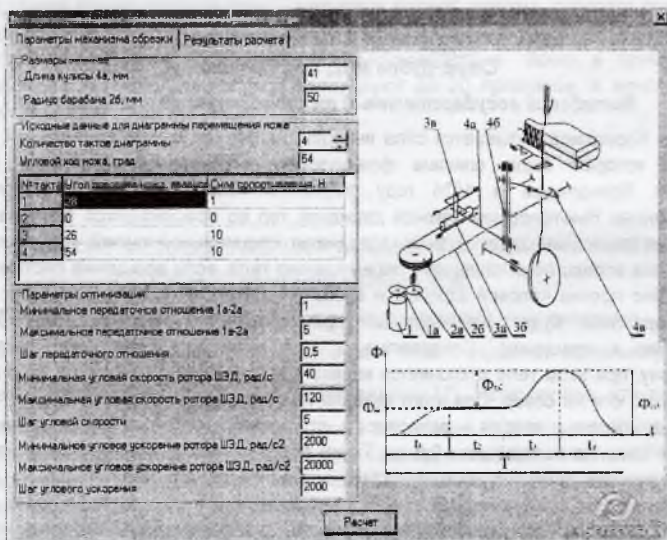 Параметры механизма обрезки
Результаты расчета
Размеры
Длина кулисы 4а, мм 41
Радиус барабана 2б, мм 50
Исходные данные для диаграммы перемещения ножа
Количество тактов диаграммы 4
Угловой ход ножа, град 54
№ такта Угол Сила сопротивления, Н
1 28 1
2 0 0
3 26 10
4 54 10
Параметры оптимизации
Минимальное передаточное отношение 1а-2а 1
Максимальное передаточное отношение 1а-2а 5
Шаг передаточного отношения 0,5
Минимальная угловая скорость ротора ШЭД, рад/с 40
Максимальная угловая скорость ротора ШЭД, рад/с 120
Шаг угловой скорости 5
Минимальное угловое ускорение ротора ШЭД, рад/с2 2000
Максимальное угловое ускорение ротора ШЭД, рад/с2 20000
Шаг углового ускорения 2000
3в 4а 4б
1 1а 2а 2б 3а 3б 4в
Ф
t
t₁ t₂ t₃ t₄
T
Расчет